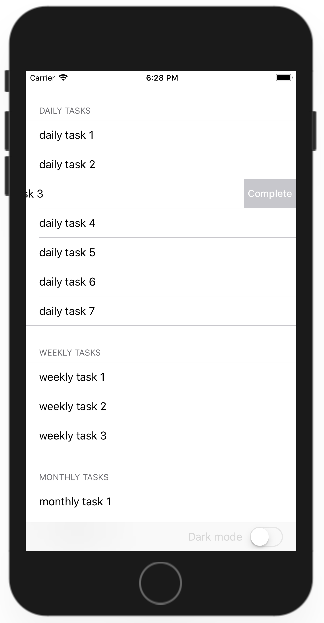 Carrier 6:28 PM
DAILY TASKS
daily task 1
daily task 2
sk 3 Complete
daily task 4
daily task 5
daily task 6
daily task 7
WEEKLY TASKS
weekly task 1
weekly task 2
weekly task 3
MONTHLY TASKS
monthly task 1
Dark mode